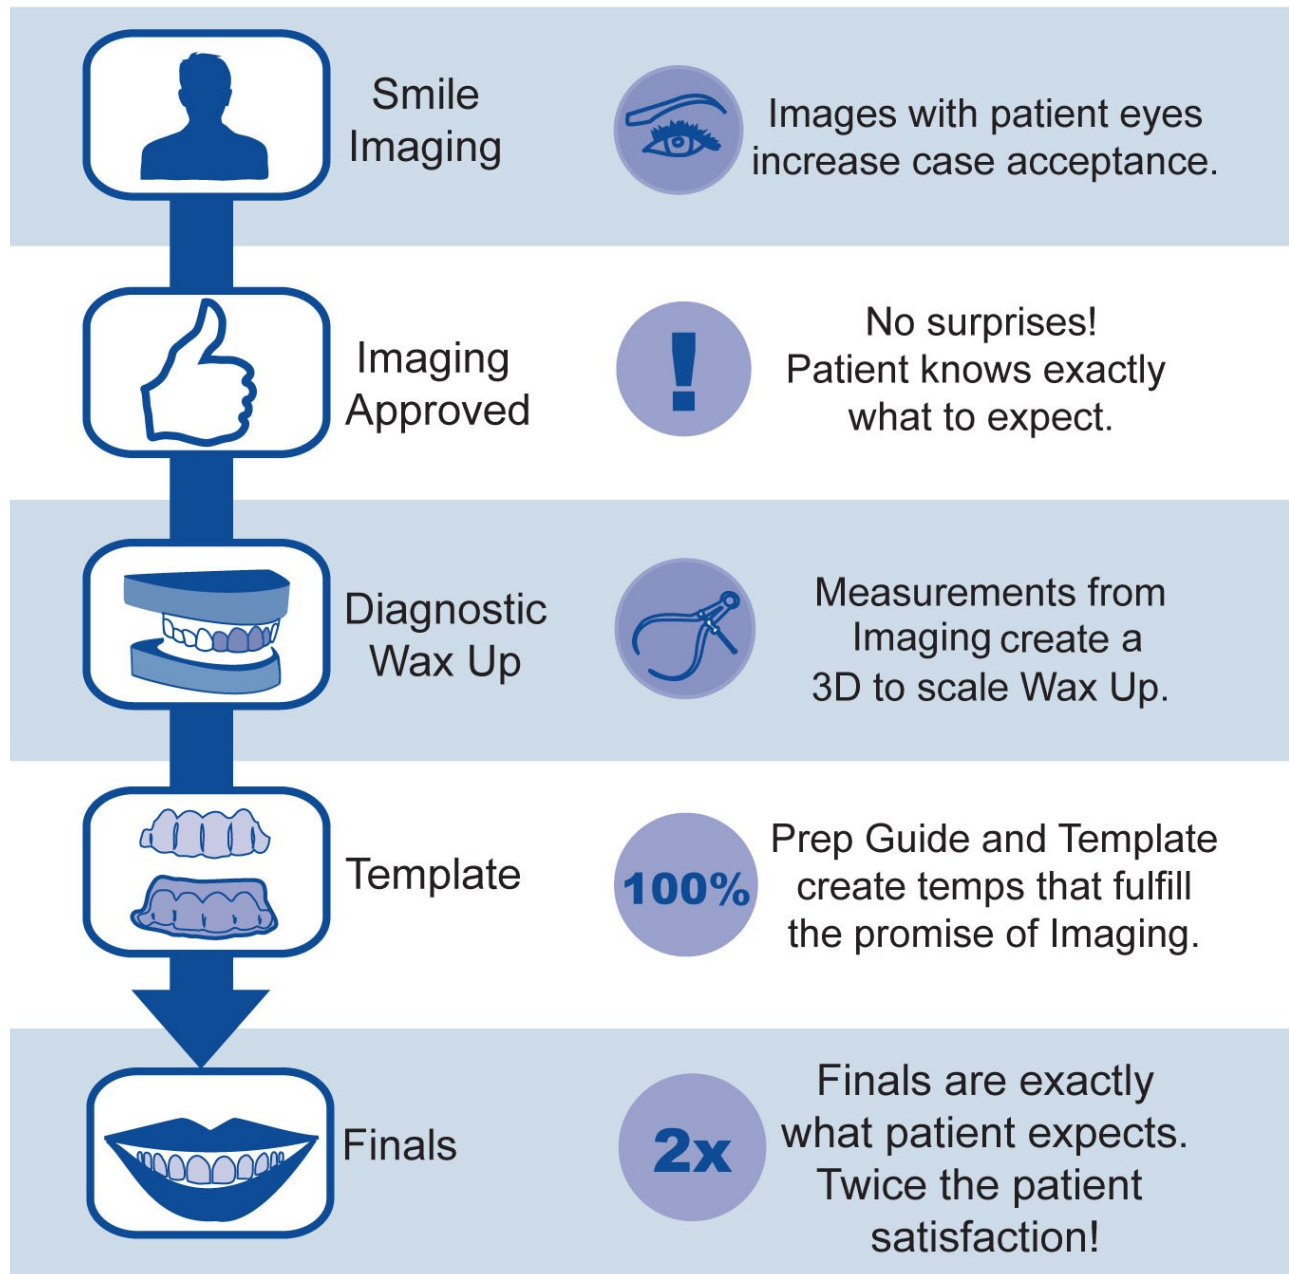 Smile
Imaging
Images with patient eyes
increase case acceptance.
Imaging
Approved
!
No surprises!
Patient knows exactly
what to expect.
Diagnostic
Wax Up
Measurements from
Imaging create a
3D to scale Wax Up.
Template
100%
Prep Guide and Template
create temps that fulfill
the promise of Imaging.
Finals
2x
Finals are exactly
what patient expects.
Twice the patient
satisfaction!